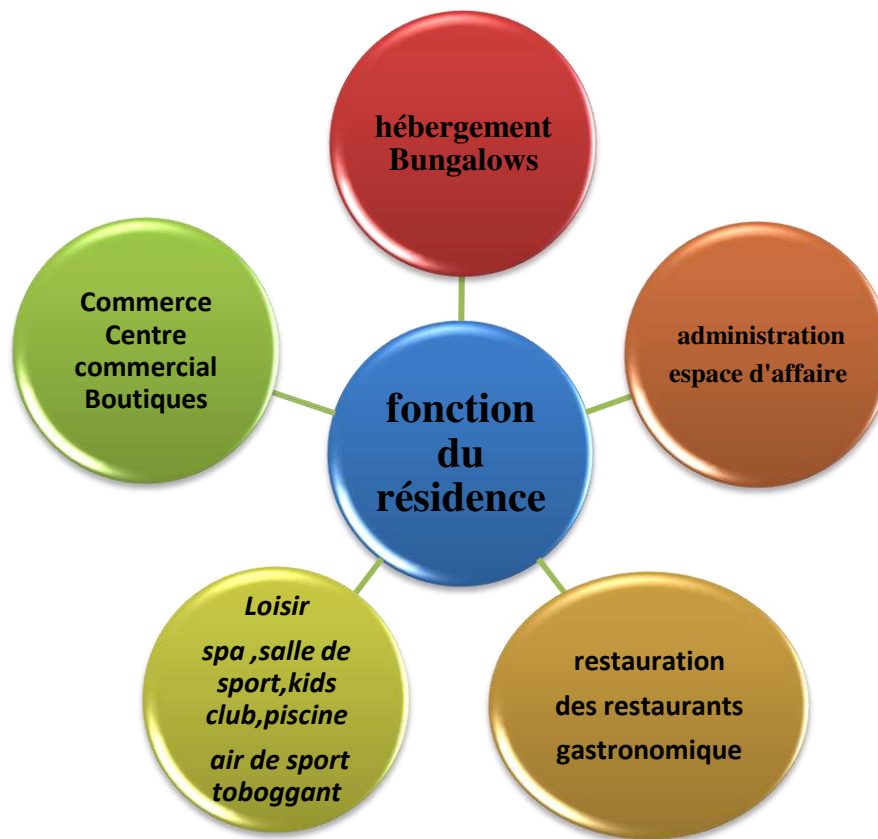 hébergement
Bungalows
Commerce
Centre
commercial
Boutiques
administration
espace d'affaire
fonction
du
résidence
Loisir
spa ,salle de
sport,kids
club,piscine
air de sport
toboggant
restauration
des restaurants
gastronomique